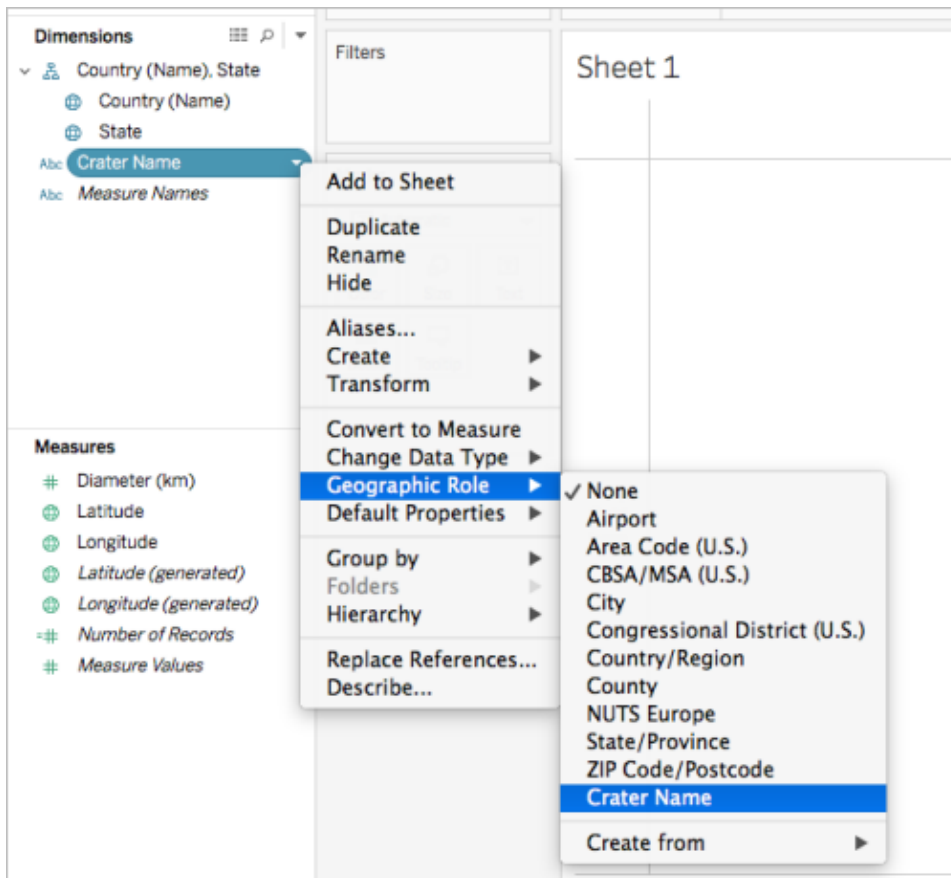 Dimensions
Country (Name), State
Country (Name)
State
Abc Crater Name
Abc Measure Names
Measures
Diameter (km)
Latitude
Longitude
Latitude (generated)
Longitude (generated)
Number of Records
Measure Values
Filters
Sheet 1
Add to Sheet
Duplicate
Rename
Hide
Aliases...
Create
Transform
Convert to Measure
Change Data Type
Geographic Role
Default Properties
Group by
Folders
Hierarchy
Replace References...
Describe...
None
Airport
Area Code (U.S.)
CBSA/MSA (U.S.)
City
Congressional District (U.S.)
Country/Region
County
NUTS Europe
State/Province
ZIP Code/Postcode
Crater Name
Create from